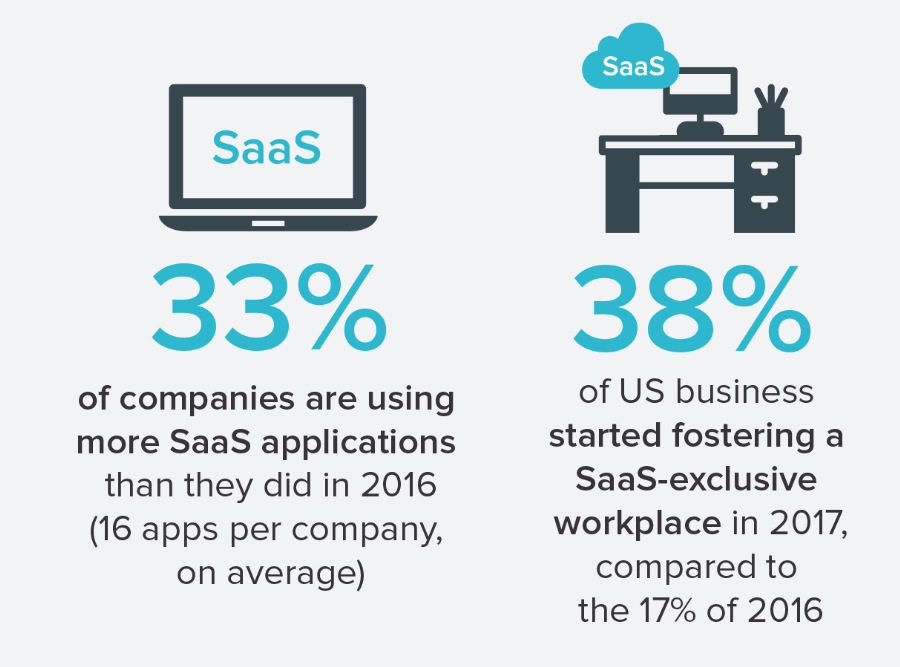 SaaS
33%
of companies are using
more SaaS applications
than they did in 2016
(16 apps per company,
on average)
SaaS
38%
of US business
started fostering a
SaaS-exclusive
workplace in 2017,
compared to
the 17% of 2016